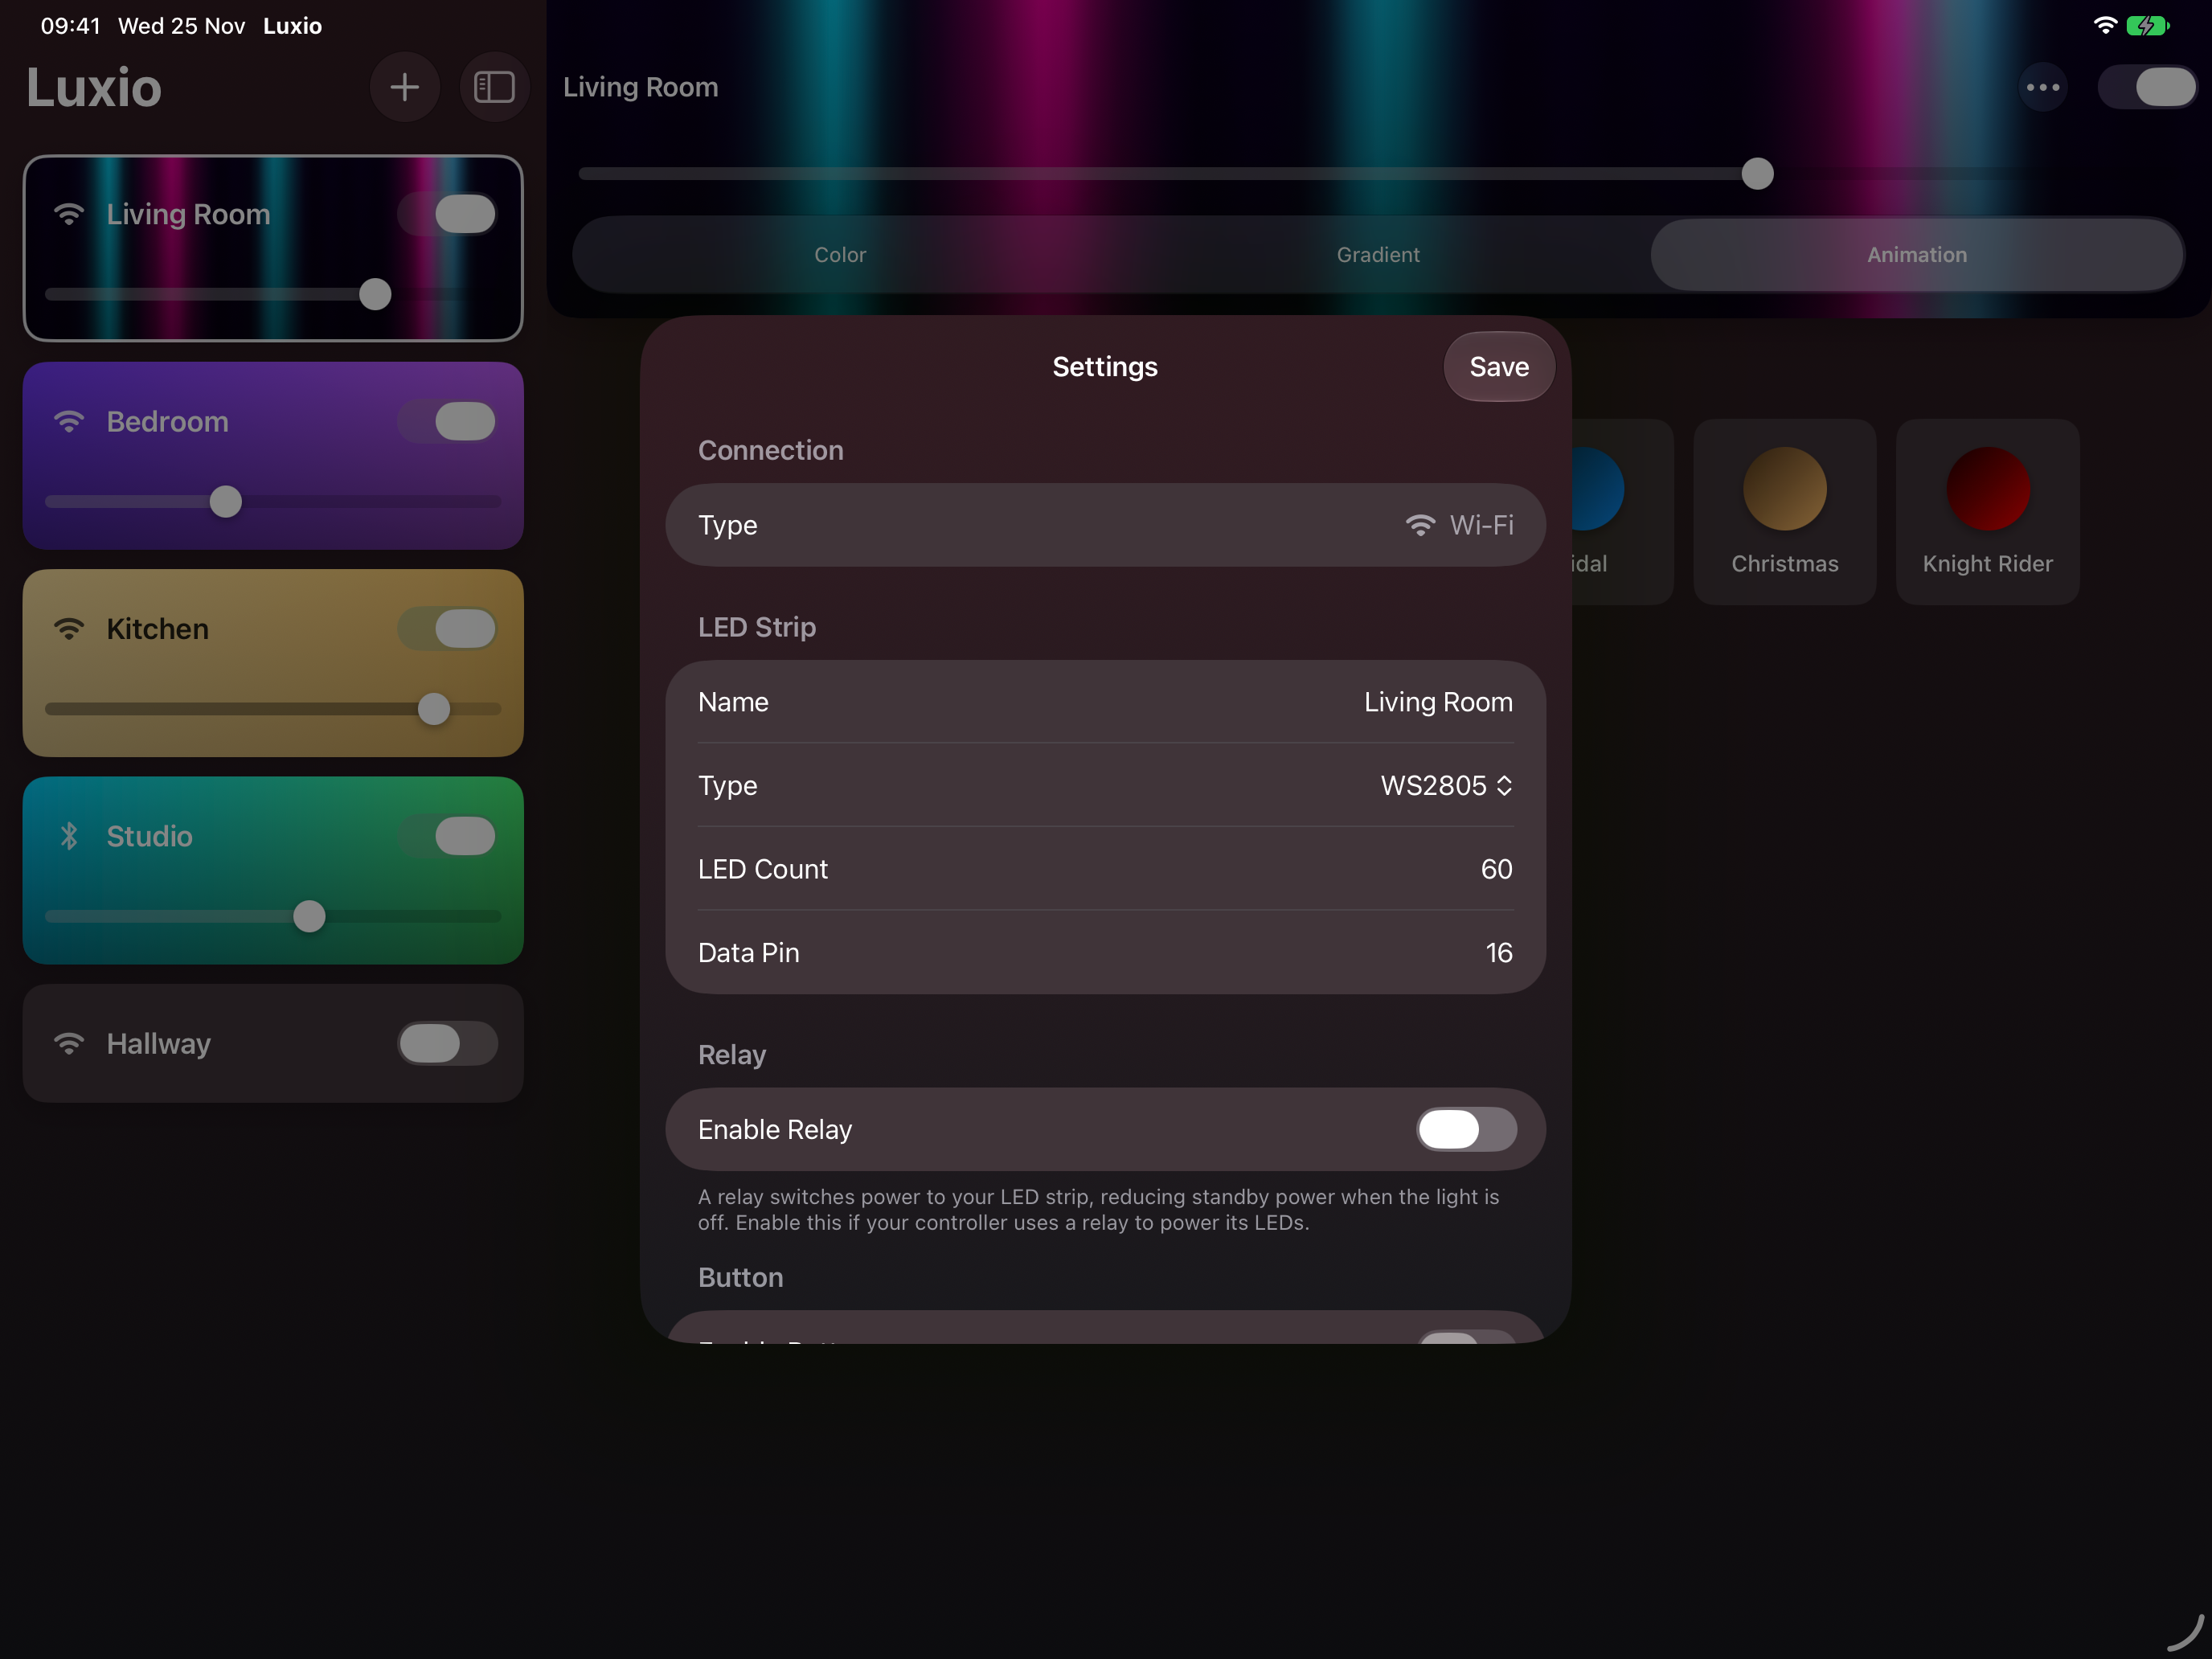 09:41 Wed 25 Nov Luxio
Luxio
Living Room
Bedroom
Kitchen
Studio
Hallway
Living Room
Color
Gradient
Animation
Settings
Save
Connection
Type
Wi-Fi
LED Strip
Name
Living Room
Type
WS2805
LED Count
60
Data Pin
16
Relay
Enable Relay
A relay switches power to your LED strip, reducing standby power when the light is
off. Enable this if your controller uses a relay to power its LEDs.
Button
Christmas
Knight Rider